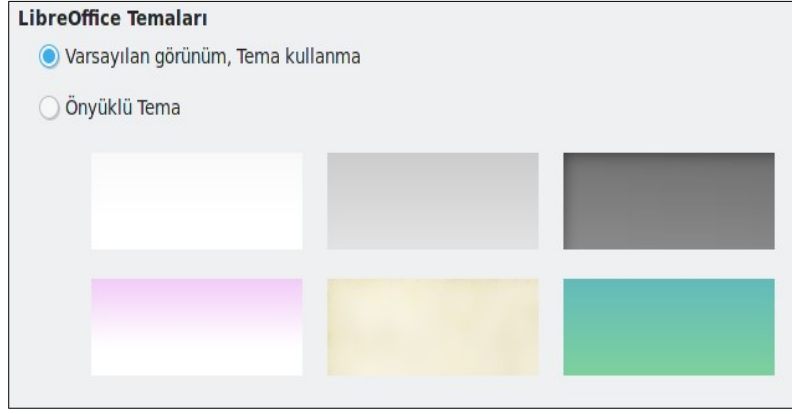 LibreOffice Temaları
Varsayılan görünüm, Tema kullanma
Önyüklü Tema